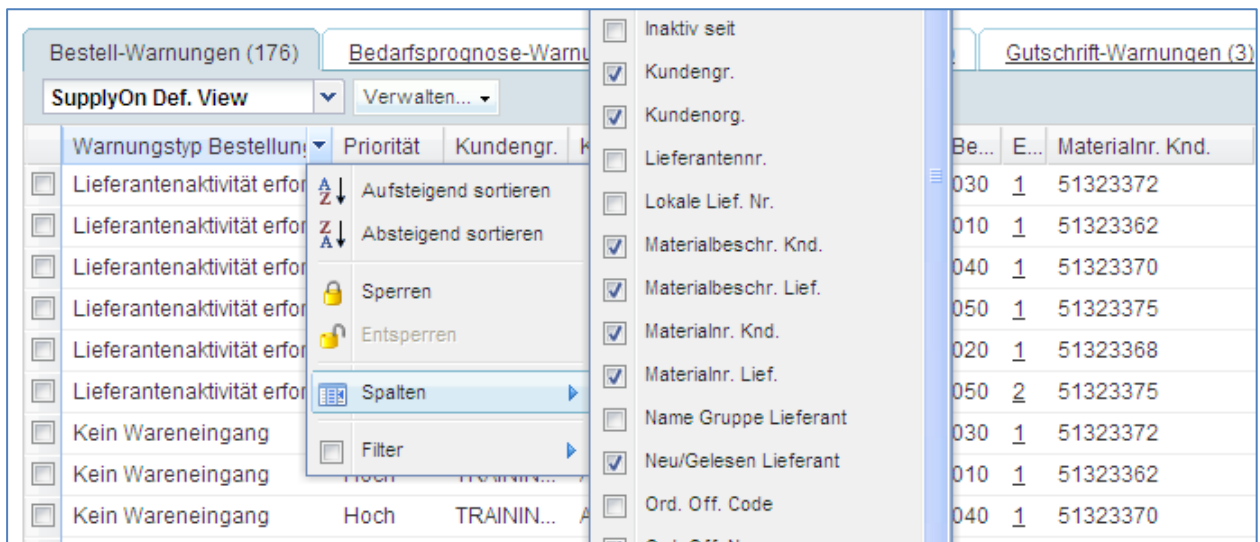 Bestell-Warnungen (176) Bedarfsprognose-Warnu Gutschrift-Warnungen (3)
SupplyOn Def. View Verwalten...
Warnungstyp Bestellun Priorität Kundengr. K Be... E... Materialnr. Knd.
Lieferantenaktivität erfor 030 1 51323372
Lieferantenaktivität erfor 010 1 51323362
Lieferantenaktivität erfor 040 1 51323370
Lieferantenaktivität erfor 050 1 51323375
Lieferantenaktivität erfor 020 1 51323368
Lieferantenaktivität erfor 050 2 51323375
Kein Wareneingang 030 1 51323372
Kein Wareneingang Hoch TRAININ... 010 1 51323362
Kein Wareneingang Hoch TRAININ... A 040 1 51323370
Aufsteigend sortieren
Absteigend sortieren
Sperren
Entsperren
Spalten
Filter
Inaktiv seit
Kundengr.
Kundenorg.
Lieferantennr.
Lokale Lief. Nr.
Materialbeschr. Knd.
Materialbeschr. Lief.
Materialnr. Knd.
Materialnr. Lief.
Name Gruppe Lieferant
Neu/Gelesen Lieferant
Ord. Off. Code